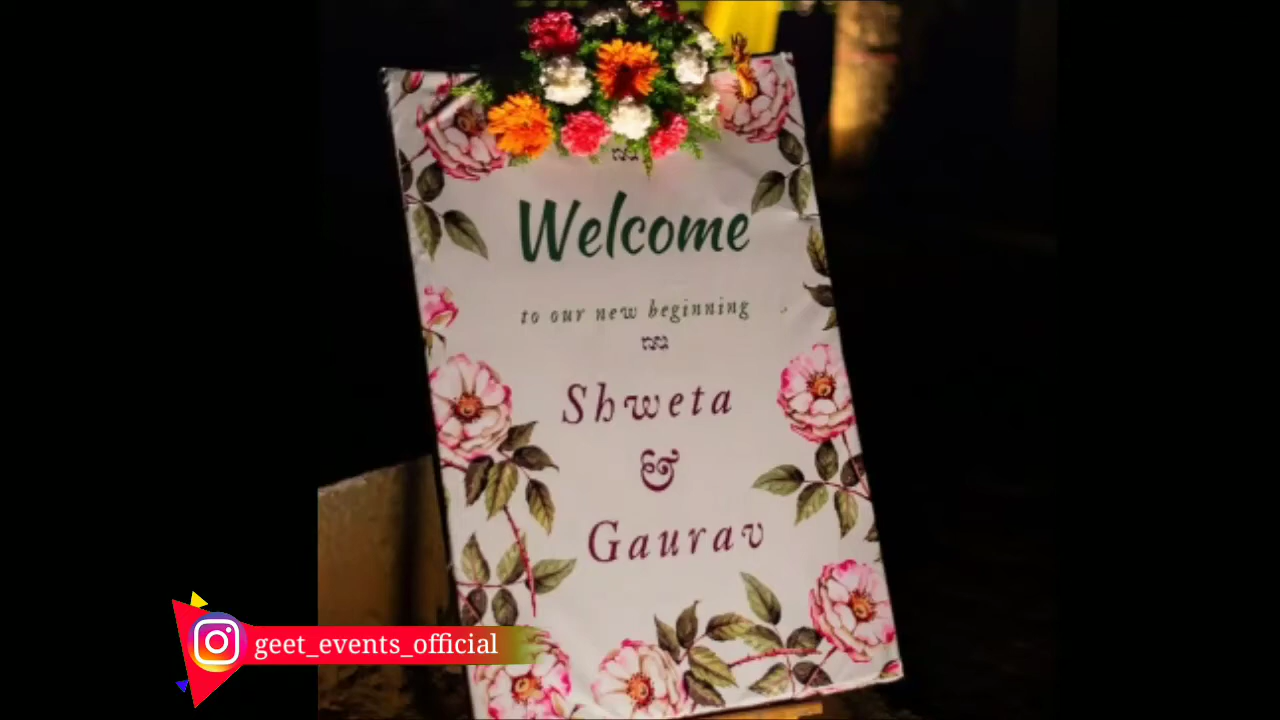 Welcome
to our new beginning
Shweta
&
Gaurav
geet_events_official